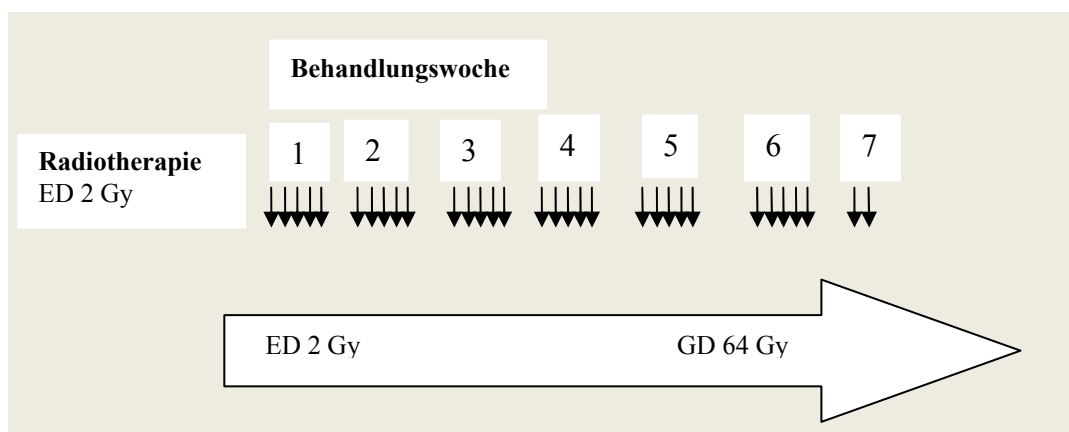 Behandlungswoche
Radiotherapie
ED 2 Gy
1 2 3 4 5 6 7
ED 2 Gy GD 64 Gy